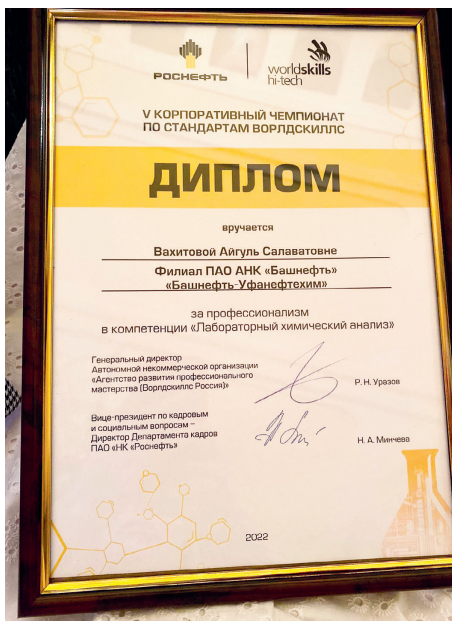 РОСНЕФТЬ
worldskills
hi-tech
V КОРПОРАТИВНЫЙ ЧЕМПИОНАТ
ПО СТАНДАРТАМ ВОРЛДСКИЛЛС
ДИПЛОМ
вручается
Вахитовой Айгуль Салаватовне
Филиал ПАО АНК «Башнефть»
«Башнефть-Уфанефтехим»
за профессионализм
в компетенции «Лабораторный химический анализ»
Генеральный директор
Автономной некоммерческой организации
«Агентство развития профессионального
мастерства (Ворлдскиллс Россия)»
Р. Н. Уразов
Вице-президент по кадровым
и социальным вопросам –
Директор Департамента кадров
ПАО «НК «Роснефть»
Н. А. Минчева
2022